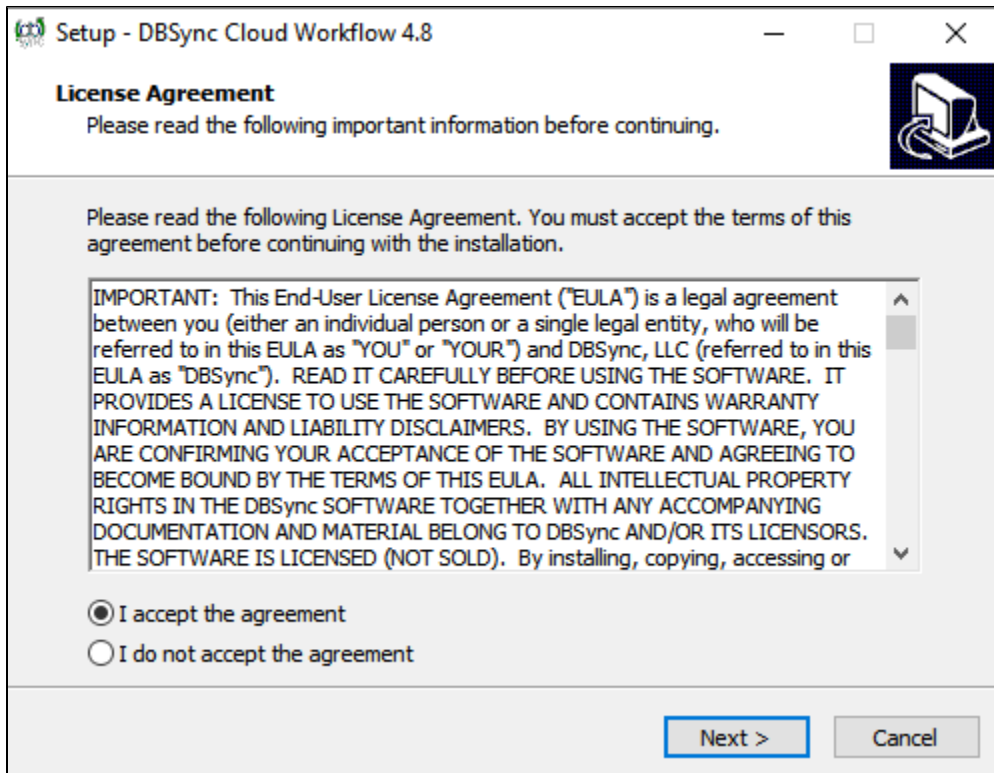 Setup - DBSync Cloud Workflow 4.8
License Agreement
Please read the following important information before continuing.
Please read the following License Agreement. You must accept the terms of this
agreement before continuing with the installation.
IMPORTANT:  This End-User License Agreement ("EULA") is a legal agreement
between you (either an individual person or a single legal entity, who will be
referred to in this EULA as "YOU" or "YOUR") and DBSync, LLC (referred to in this
EULA as "DBSync").  READ IT CAREFULLY BEFORE USING THE SOFTWARE.  IT
PROVIDES A LICENSE TO USE THE SOFTWARE AND CONTAINS WARRANTY
INFORMATION AND LIABILITY DISCLAIMERS.  BY USING THE SOFTWARE, YOU
ARE CONFIRMING YOUR ACCEPTANCE OF THE SOFTWARE AND AGREEING TO
BECOME BOUND BY THE TERMS OF THIS EULA.  ALL INTELLECTUAL PROPERTY
RIGHTS IN THE DBSync SOFTWARE TOGETHER WITH ANY ACCOMPANYING
DOCUMENTATION AND MATERIAL BELONG TO DBSync AND/OR ITS LICENSORS.
THE SOFTWARE IS LICENSED (NOT SOLD).  By installing, copying, accessing or
I accept the agreement
I do not accept the agreement
Next >
Cancel